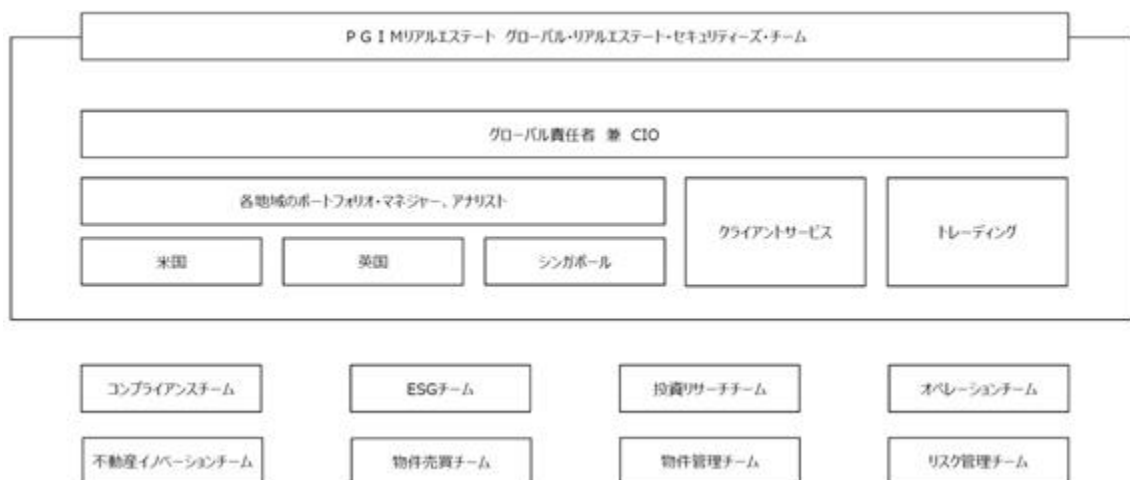 ＰＧＩＭリアルエステート グローバル・リアルエステート・セキュリティーズ・チーム
グローバル責任者 兼 CIO
各地域のポートフォリオ・マネジャー、アナリスト
クライアントサービス
トレーディング
米国
英国
シンガポール
コンプライアンスチーム
ESGチーム
投資リサーチチーム
オペレーションチーム
不動産イノベーションチーム
物件売買チーム
物件管理チーム
リスク管理チーム